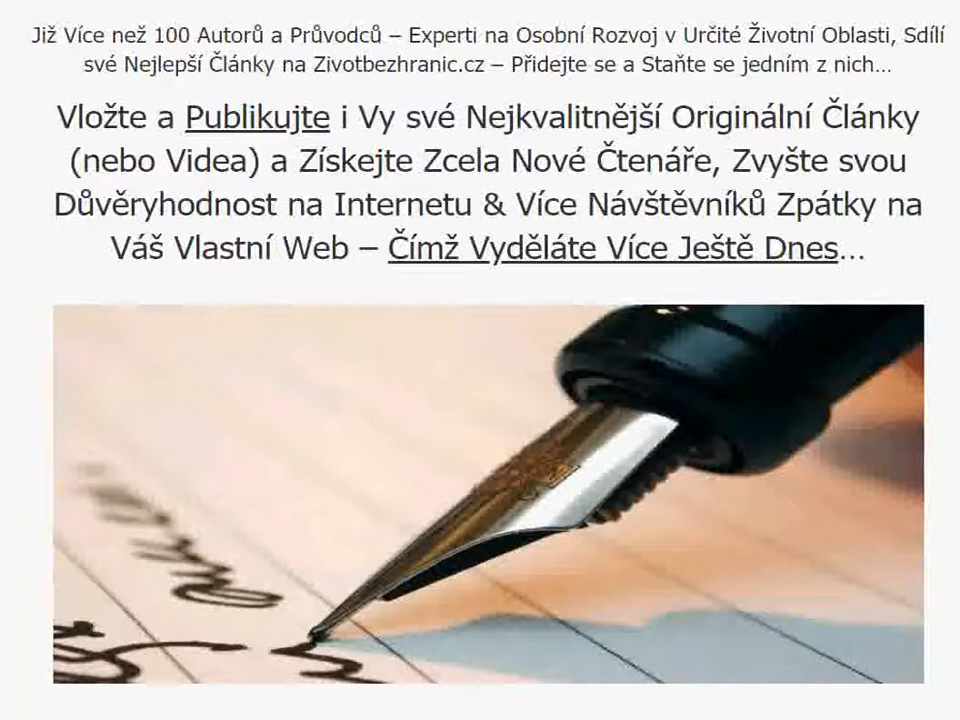 Již Více než 100 Autorů a Průvodců – Experti na Osobní Rozvoj v Určité Životní Oblasti, Sdílí
své Nejlepší Články na Zivotbezhranic.cz – Přidejte se a Staňte se jedním z nich...
Vložte a Publikujte i Vy své Nejkvalitnější Originální Články
(nebo Videa) a Získejte Zcela Nové Čtenáře, Zvyšte svou
Důvěryhodnost na Internetu & Více Návštěvníků Zpátky na
Váš Vlastní Web – Čímž Vyděláte Více Ještě Dnes...